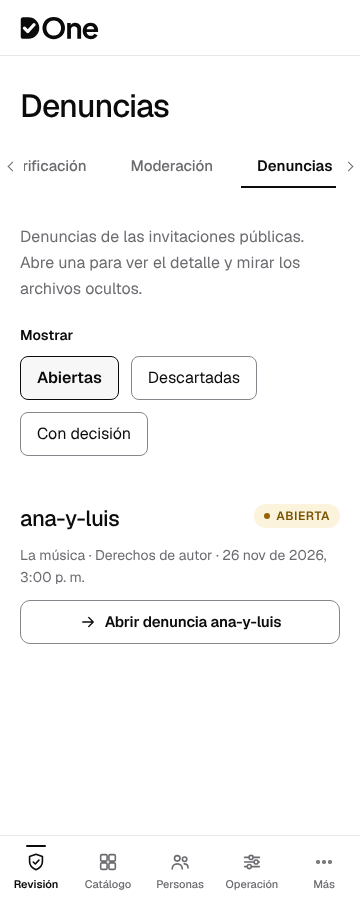 One
Denuncias
rificación
Moderación
Denuncias
Denuncias de las invitaciones públicas.
Abre una para ver el detalle y mirar los
archivos ocultos.
Mostrar
Abiertas
Descartadas
Con decisión
ana-y-luis
ABIERTA
La música · Derechos de autor · 26 nov de 2026,
3:00 p. m.
Abrir denuncia ana-y-luis
Revisión
Catálogo
Personas
Operación
Más